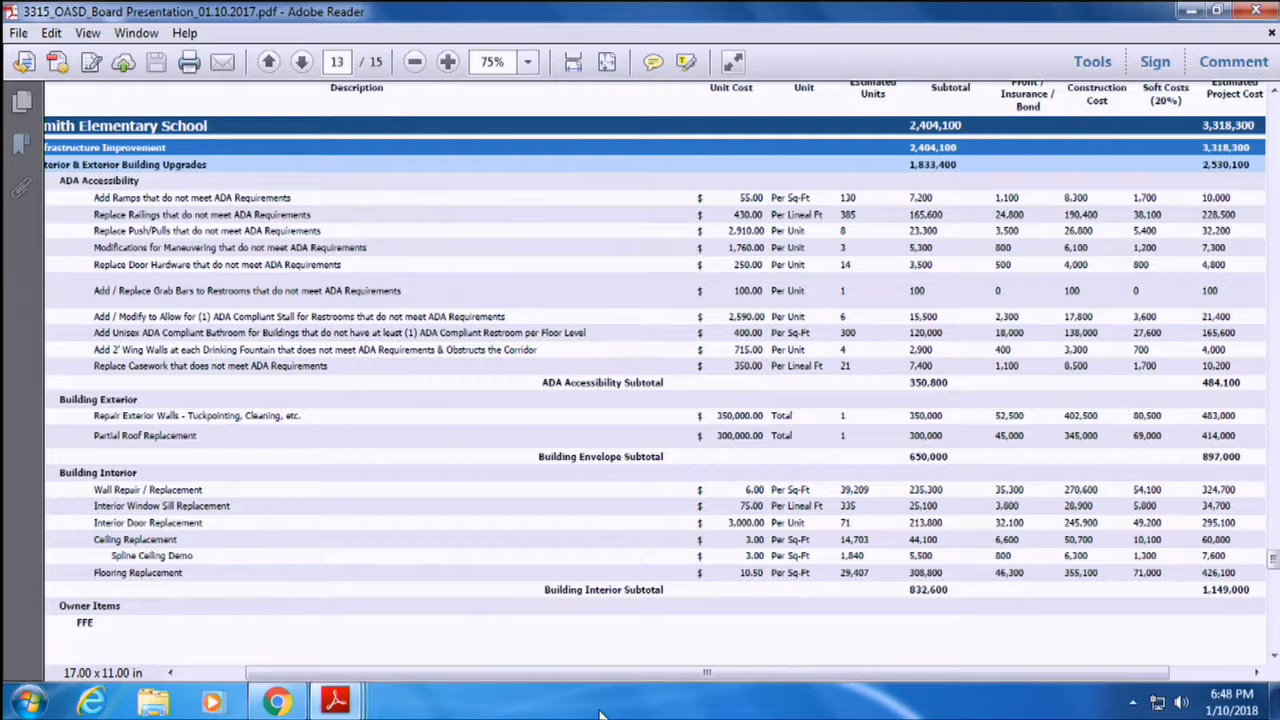 3315_OASD_Board Presentation_01.10.2017.pdf - Adobe Reader
File Edit View Window Help
13 / 15 75% Tools Sign Comment
Description Unit Cost Unit Estimated Units Subtotal Profit / Insurance / Bond Construction Cost Soft Costs (20%) Estimated Project Cost
mith Elementary School 2,404,100 3,318,300
frastructure Improvement 2,404,100 3,318,300
terior & Exterior Building Upgrades 1,833,400 2,530,100
ADA Accessibility
Add Ramps that do not meet ADA Requirements $ 55.00 Per Sq-Ft 130 7,200 1,100 8,300 1,700 10,000
Replace Railings that do not meet ADA Requirements $ 430.00 Per Lineal Ft 385 165,600 24,800 190,400 38,100 228,500
Replace Push/Pulls that do not meet ADA Requirements $ 2,910.00 Per Unit 8 23,300 3,500 26,800 5,400 32,200
Modifications for Maneuvering that do not meet ADA Requirements $ 1,760.00 Per Unit 3 5,300 800 6,100 1,200 7,300
Replace Door Hardware that do not meet ADA Requirements $ 250.00 Per Unit 14 3,500 500 4,000 800 4,800
Add / Replace Grab Bars to Restrooms that do not meet ADA Requirements $ 100.00 Per Unit 1 100 0 100 0 100
Add / Modify to Allow for (1) ADA Compliant Stall for Restrooms that do not meet ADA Requirements $ 2,590.00 Per Unit 6 15,500 2,300 17,800 3,600 21,400
Add Unisex ADA Compliant Bathroom for Buildings that do not have at least (1) ADA Compliant Restroom per Floor Level $ 400.00 Per Sq-Ft 300 120,000 18,000 138,000 27,600 165,600
Add 2' Wing Walls at each Drinking Fountain that does not meet ADA Requirements & Obstructs the Corridor $ 715.00 Per Unit 4 2,900 400 3,300 700 4,000
Replace Casework that does not meet ADA Requirements $ 350.00 Per Lineal Ft 21 7,400 1,100 8,500 1,700 10,200
ADA Accessibility Subtotal 350,800 484,100
Building Exterior
Repair Exterior Walls - Tuckpointing, Cleaning, etc. $ 350,000.00 Total 1 350,000 52,500 402,500 80,500 483,000
Partial Roof Replacement $ 300,000.00 Total 1 300,000 45,000 345,000 69,000 414,000
Building Envelope Subtotal 650,000 897,000
Building Interior
Wall Repair / Replacement $ 6.00 Per Sq-Ft 39,209 235,300 35,300 270,600 54,100 324,700
Interior Window Sill Replacement $ 75.00 Per Lineal Ft 335 25,100 3,800 28,900 5,800 34,700
Interior Door Replacement $ 3,000.00 Per Unit 71 213,800 32,100 245,900 49,200 295,100
Ceiling Replacement $ 3.00 Per Sq-Ft 14,703 44,100 6,600 50,700 10,100 60,800
Spline Ceiling Demo $ 3.00 Per Sq-Ft 1,840 5,500 800 6,300 1,300 7,600
Flooring Replacement $ 10.50 Per Sq-Ft 29,407 308,800 46,300 355,100 71,000 426,100
Building Interior Subtotal 832,600 1,149,000
Owner Items
FFE
17.00 x 11.00 in
6:48 PM
1/10/2018